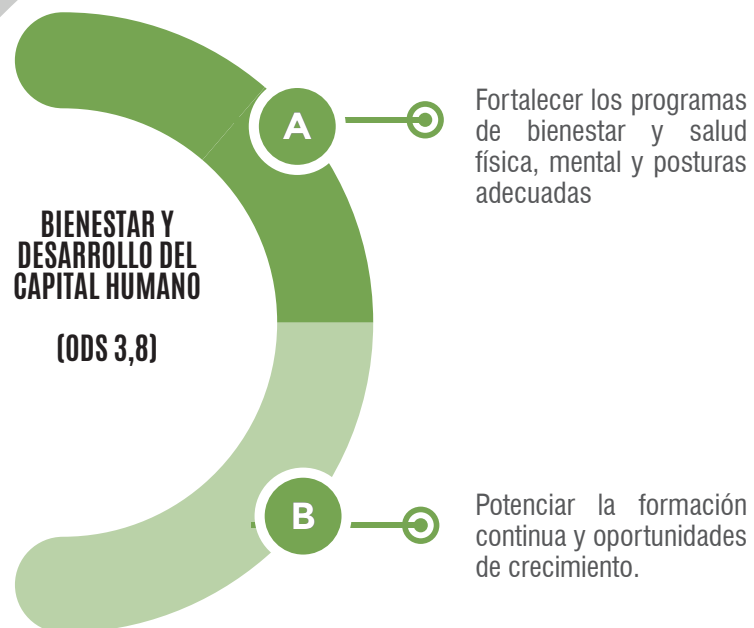 BIENESTAR Y
DESARROLLO DEL
CAPITAL HUMANO
(ODS 3,8)
A
Fortalecer los programas
de bienestar y salud
física, mental y posturas
adecuadas
B
Potenciar la formación
continua y oportunidades
de crecimiento.